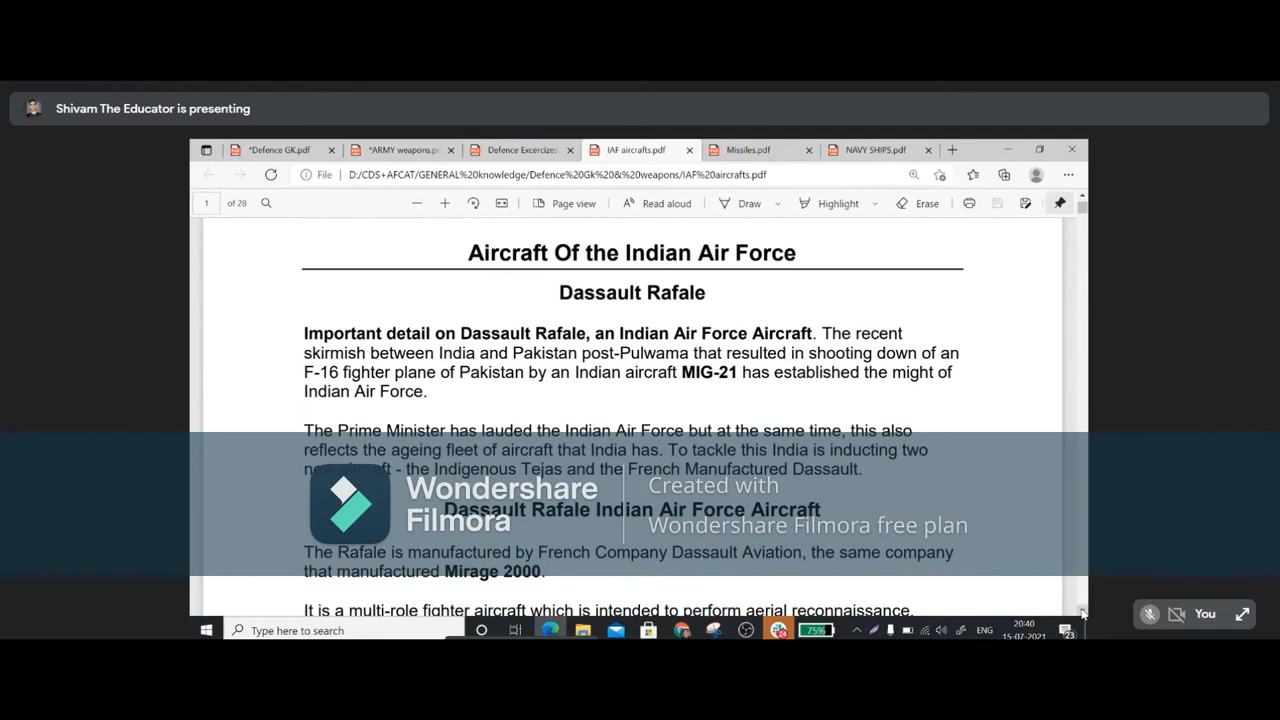 Shivam The Educator is presenting
*Defence GK.pdf
*ARMY weapons.pd
Defence Excercizes
IAF aircrafts.pdf
Missiles.pdf
NAVY SHIPS.pdf
File
D:/CDS+AFCAT/GENERAL%20knowledge/Defence%20Gk%20&%20weapons/IAF%20aircrafts.pdf
1 of 28
Page view
Read aloud
Draw
Highlight
Erase
Aircraft Of the Indian Air Force
Dassault Rafale
Important detail on Dassault Rafale, an Indian Air Force Aircraft. The recent
skirmish between India and Pakistan post-Pulwama that resulted in shooting down of an
F-16 fighter plane of Pakistan by an Indian aircraft MIG-21 has established the might of
Indian Air Force.
The Prime Minister has lauded the Indian Air Force but at the same time, this also
reflects the ageing fleet of aircraft that India has. To tackle this India is inducting two
new aircraft - the Indigenous Tejas and the French Manufactured Dassault.
Wondershare
Filmora
Created with
Wondershare Filmora free plan
Dassault Rafale Indian Air Force Aircraft
The Rafale is manufactured by French Company Dassault Aviation, the same company
that manufactured Mirage 2000.
It is a multi-role fighter aircraft which is intended to perform aerial reconnaissance,
You
Type here to search
24
75%
ENG
20:40
15-07-2021
23